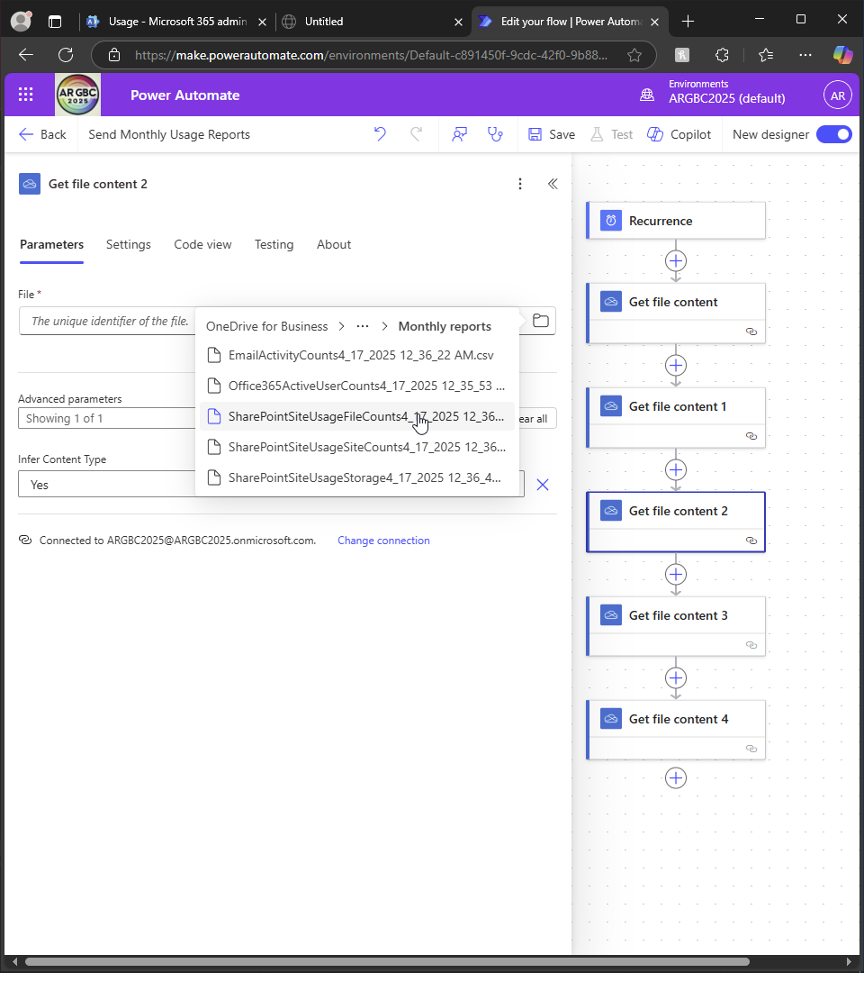 Usage - Microsoft 365 admin
Untitled
Edit your flow | Power Autom
https://make.powerautomate.com/environments/Default-c891450f-9cdc-42f0-9b88...
AR GBC
2025
Power Automate
Environments
ARGBC2025 (default)
AR
Back
Send Monthly Usage Reports
Save
Test
Copilot
New designer
Get file content 2
Parameters
Settings
Code view
Testing
About
File *
The unique identifier of the file.
OneDrive for Business > ··· > Monthly reports
EmailActivityCounts4_17_2025 12_36_22 AM.csv
Office365ActiveUserCounts4_17_2025 12_35_53 ...
SharePointSiteUsageFileCounts4_17_2025 12_36...
SharePointSiteUsageSiteCounts4_17_2025 12_36...
SharePointSiteUsageStorage4_17_2025 12_36_4...
Advanced parameters
Showing 1 of 1
ear all
Infer Content Type
Yes
Connected to ARGBC2025@ARGBC2025.onmicrosoft.com.
Change connection
Recurrence
Get file content
Get file content 1
Get file content 2
Get file content 3
Get file content 4